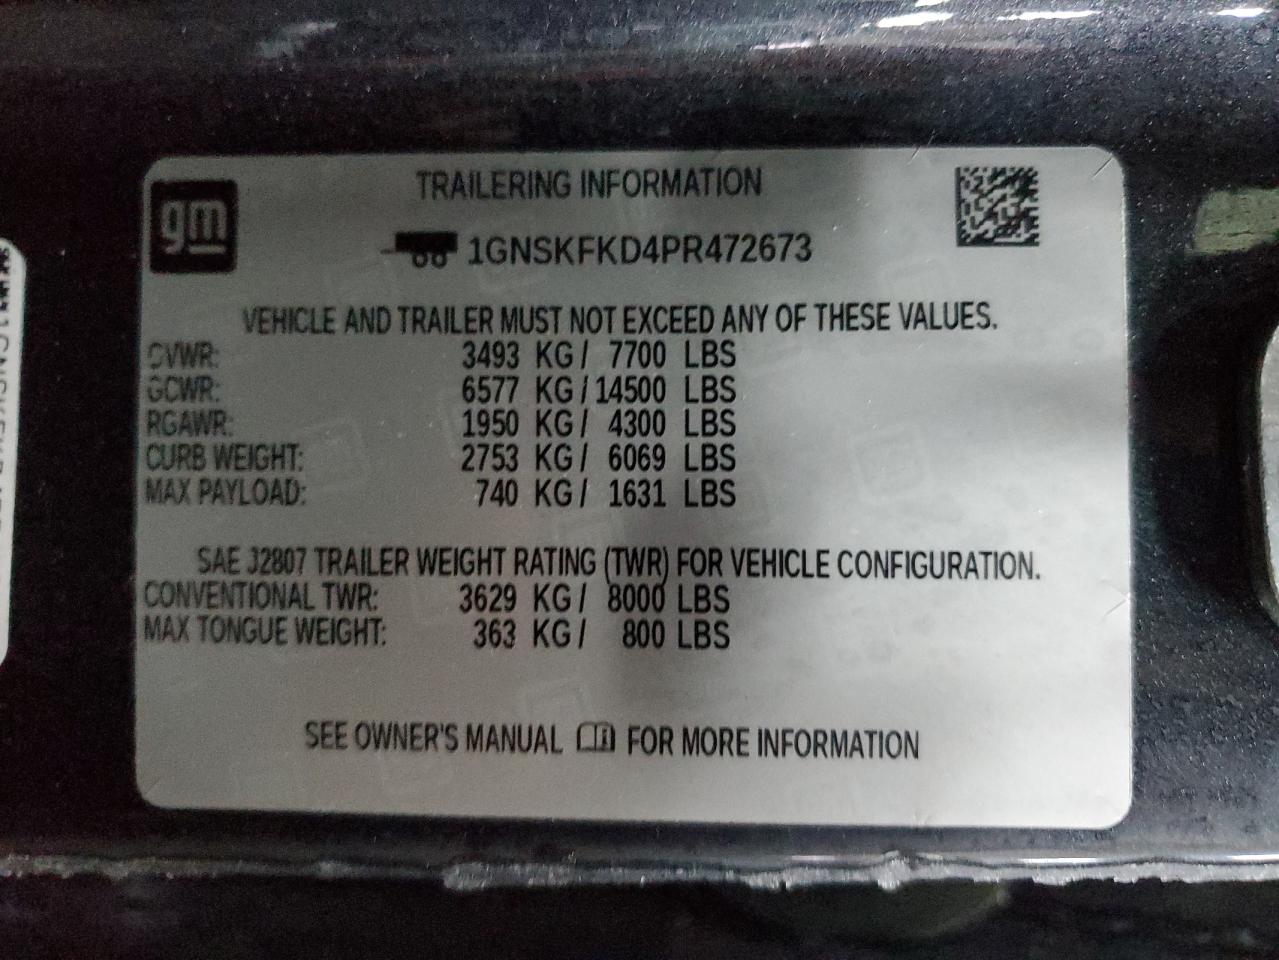 gm
TRAILERING INFORMATION
1GNSKFKD4PR472673
VEHICLE AND TRAILER MUST NOT EXCEED ANY OF THESE VALUES.
GVWR: 3493 KG / 7700 LBS
GCWR: 6577 KG / 14500 LBS
RGAWR: 1950 KG / 4300 LBS
CURB WEIGHT: 2753 KG / 6069 LBS
MAX PAYLOAD: 740 KG / 1631 LBS
SAE J2807 TRAILER WEIGHT RATING (TWR) FOR VEHICLE CONFIGURATION.
CONVENTIONAL TWR: 3629 KG / 8000 LBS
MAX TONGUE WEIGHT: 363 KG / 800 LBS
SEE OWNER'S MANUAL FOR MORE INFORMATION